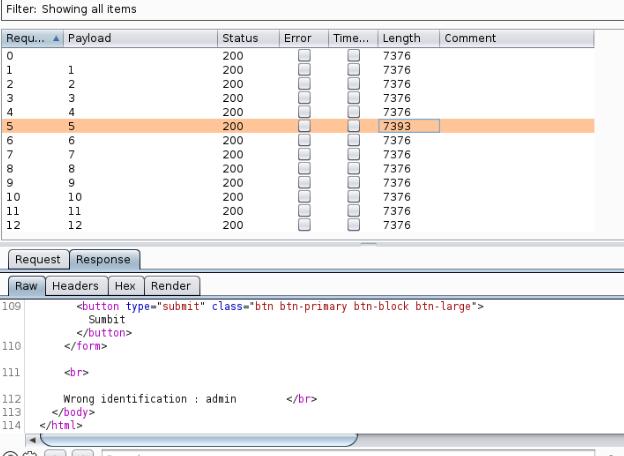 Filter: Showing all items
Requ... Payload Status Error Time... Length Comment
0 200 7376
1 1 200 7376
2 2 200 7376
3 3 200 7376
4 4 200 7376
5 5 200 7393
6 6 200 7376
7 7 200 7376
8 8 200 7376
9 9 200 7376
10 10 200 7376
11 11 200 7376
12 12 200 7376
Request Response
Raw Headers Hex Render
109 <button type="submit" class="btn btn-primary btn-block btn-large">
Sumbit
</button>
110 </form>
111 <br>
112 Wrong identification : admin </br>
113 </body>
114 </html>